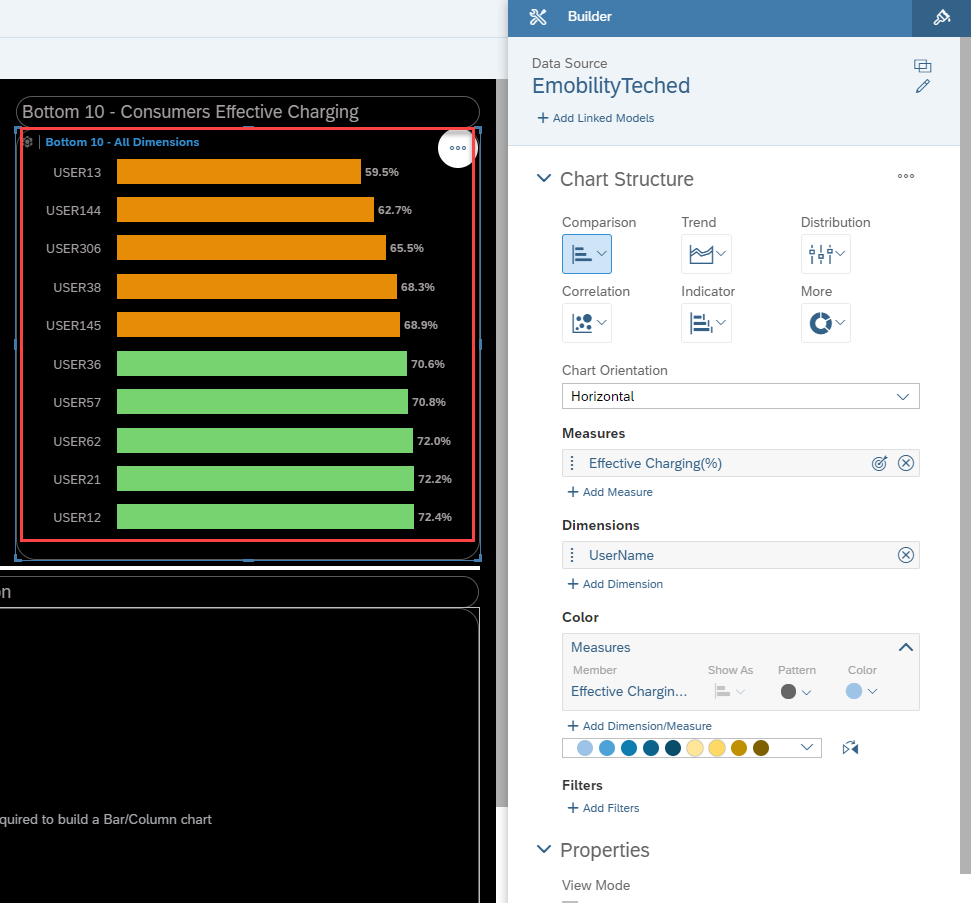 Builder
Data Source
EmobilityTeched
Add Linked Models
Bottom 10 - Consumers Effective Charging
Bottom 10 - All Dimensions
USER13 59.5%
USER144 62.7%
USER306 65.5%
USER38 68.3%
USER145 68.9%
USER36 70.6%
USER57 70.8%
USER62 72.0%
USER21 72.2%
USER12 72.4%
on
quired to build a Bar/Column chart
Chart Structure
Comparison Trend Distribution
Correlation Indicator More
Chart Orientation
Horizontal
Measures
Effective Charging(%)
Add Measure
Dimensions
UserName
Add Dimension
Color
Measures
Member Show As Pattern Color
Effective Chargin...
Add Dimension/Measure
Filters
Add Filters
Properties
View Mode